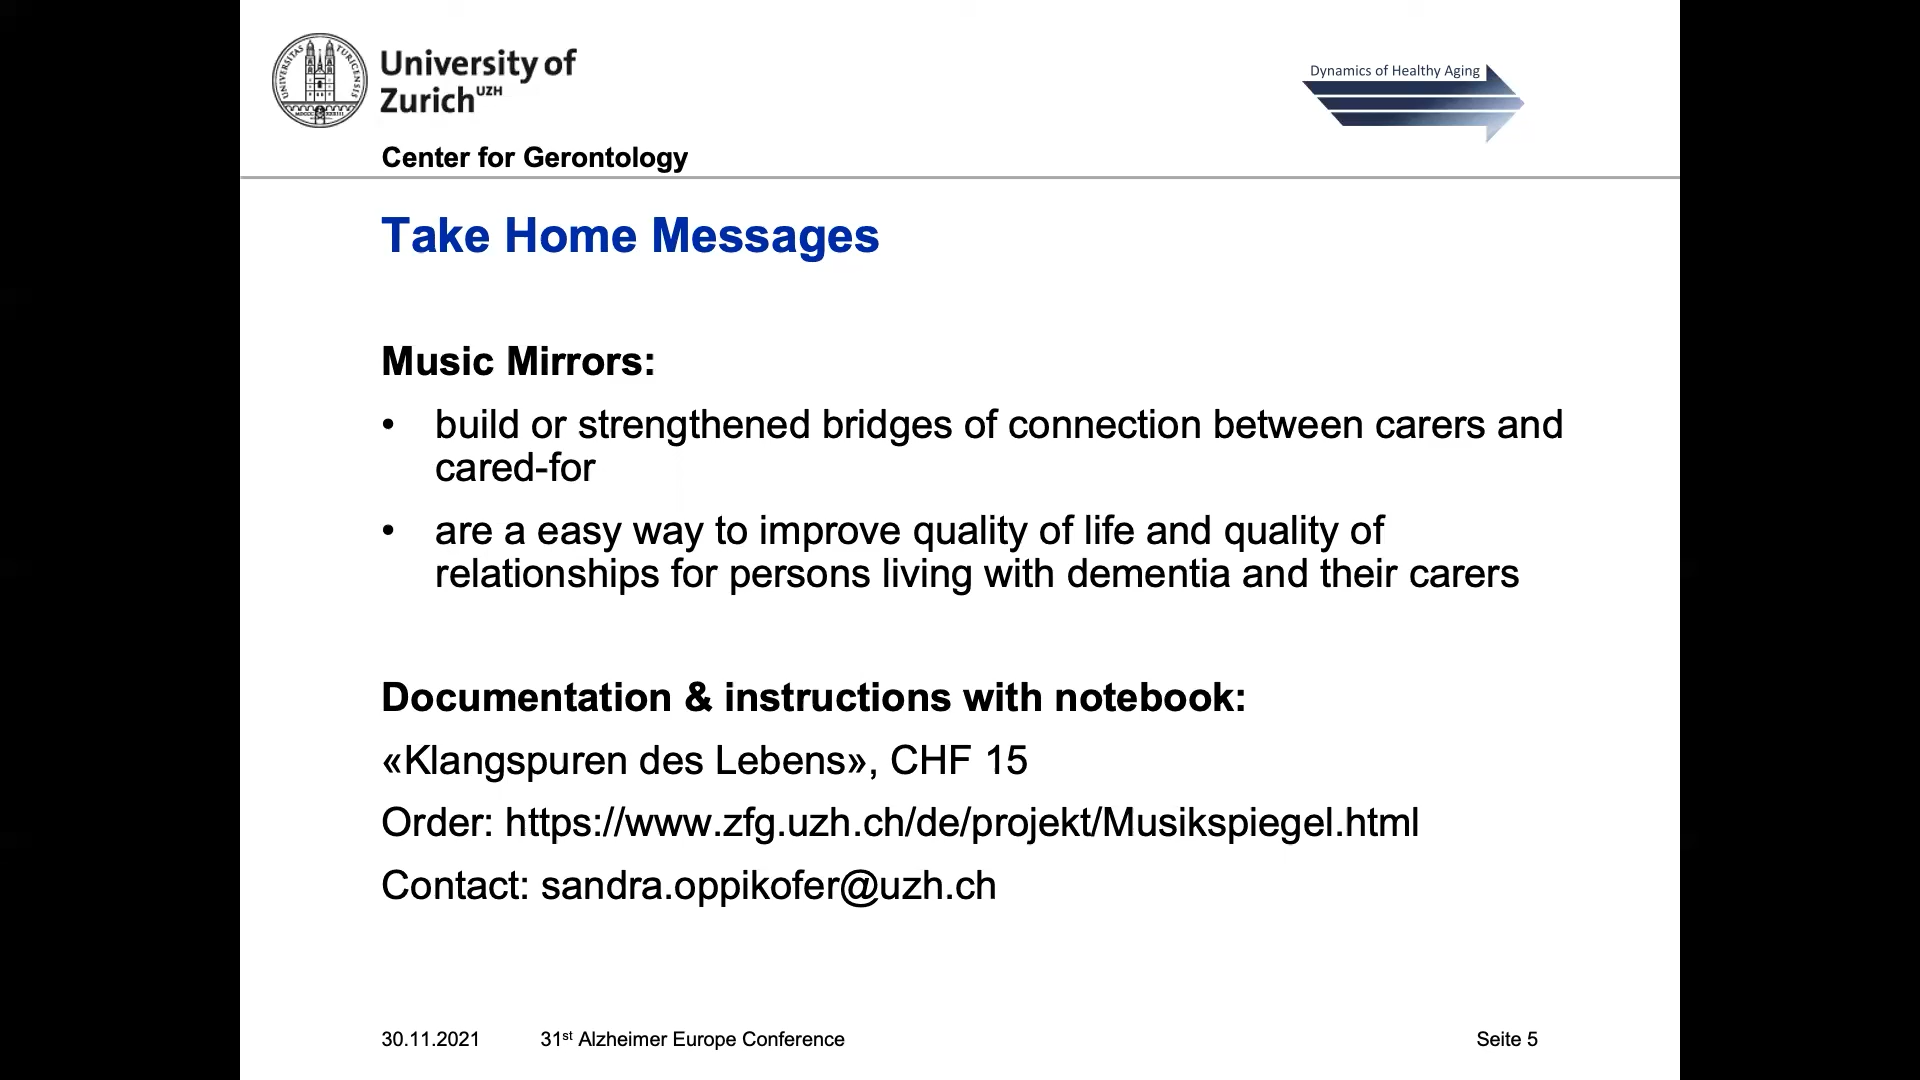 University of
Zurich UZH
Dynamics of Healthy Aging
Center for Gerontology
Take Home Messages
Music Mirrors:
• build or strengthened bridges of connection between carers and
cared-for
• are a easy way to improve quality of life and quality of
relationships for persons living with dementia and their carers
Documentation & instructions with notebook:
«Klangspuren des Lebens», CHF 15
Order: https://www.zfg.uzh.ch/de/projekt/Musikspiegel.html
Contact: sandra.oppikofer@uzh.ch
30.11.2021 31st Alzheimer Europe Conference Seite 5